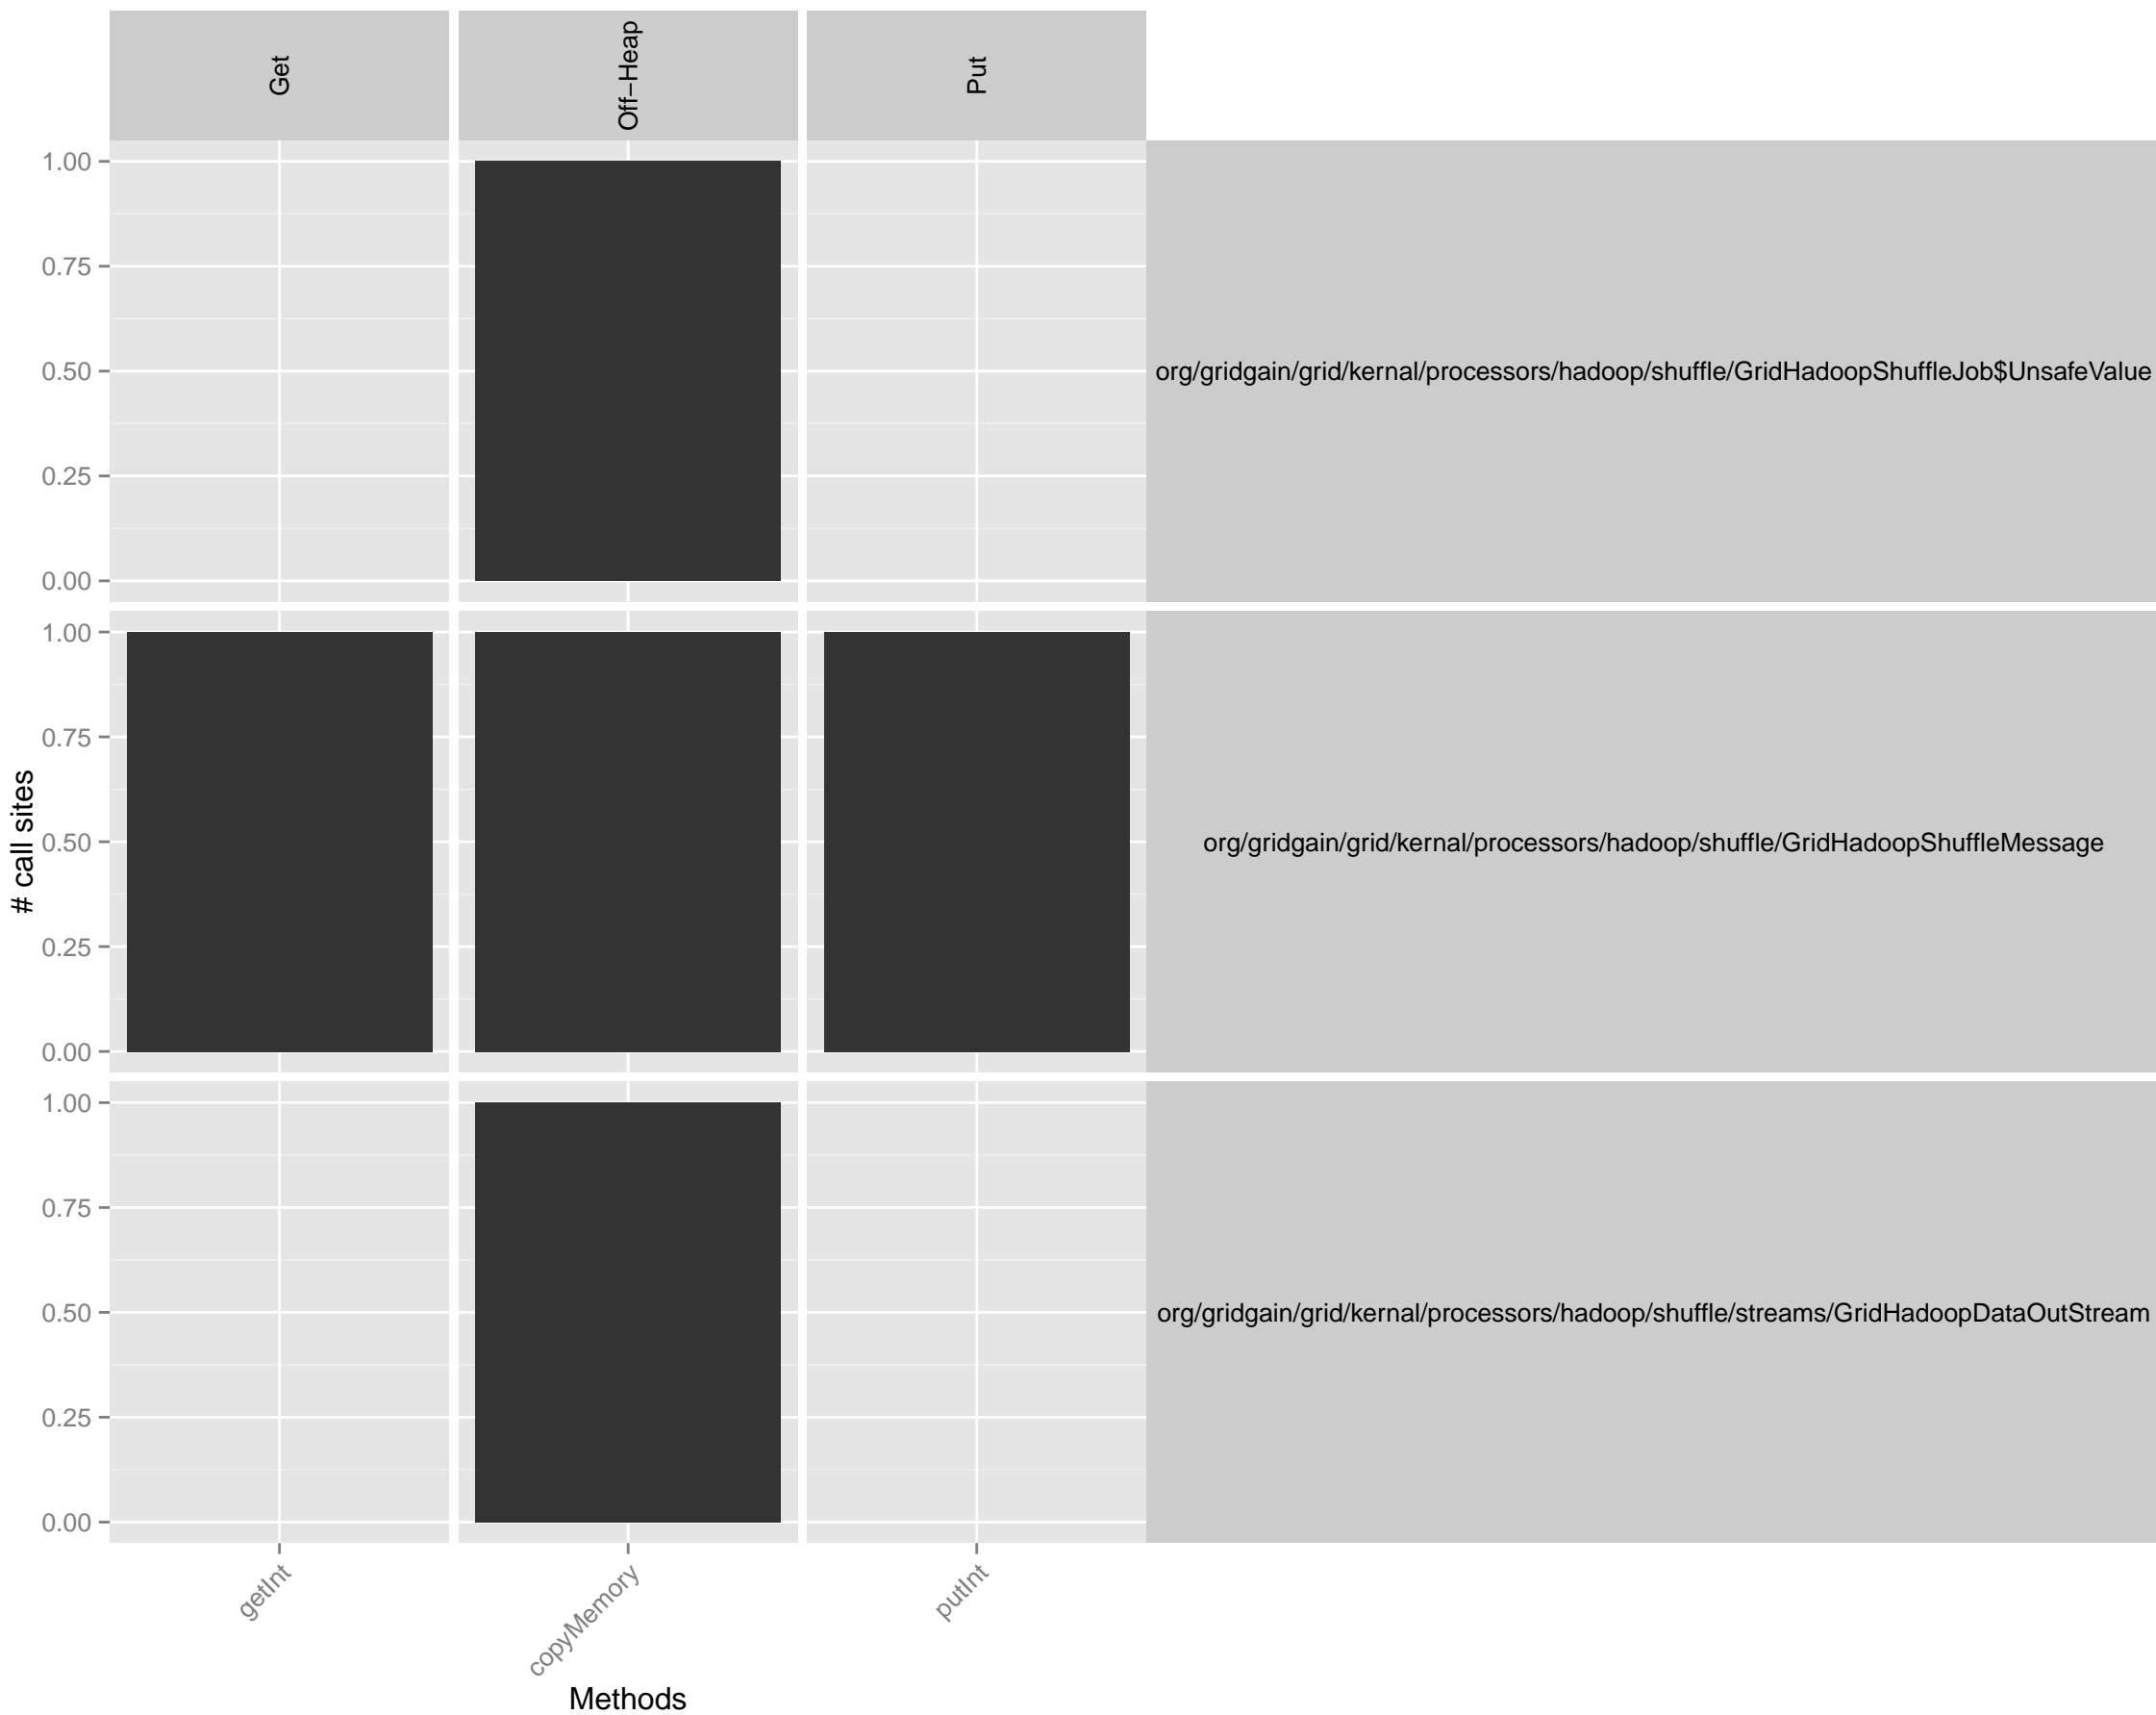 Get
Off−Heap
Put
1.00
0.75
0.50
0.25
0.00
org/gridgain/grid/kernal/processors/hadoop/shuffle/GridHadoopShuffleJob$UnsafeValue
1.00
0.75
0.50
0.25
0.00
org/gridgain/grid/kernal/processors/hadoop/shuffle/GridHadoopShuffleMessage
1.00
0.75
0.50
0.25
0.00
org/gridgain/grid/kernal/processors/hadoop/shuffle/streams/GridHadoopDataOutStream
# call sites
getInt
copyMemory
putInt
Methods